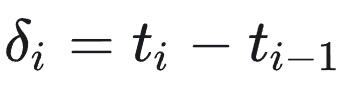 δ_i = t_i − t_{i−1}